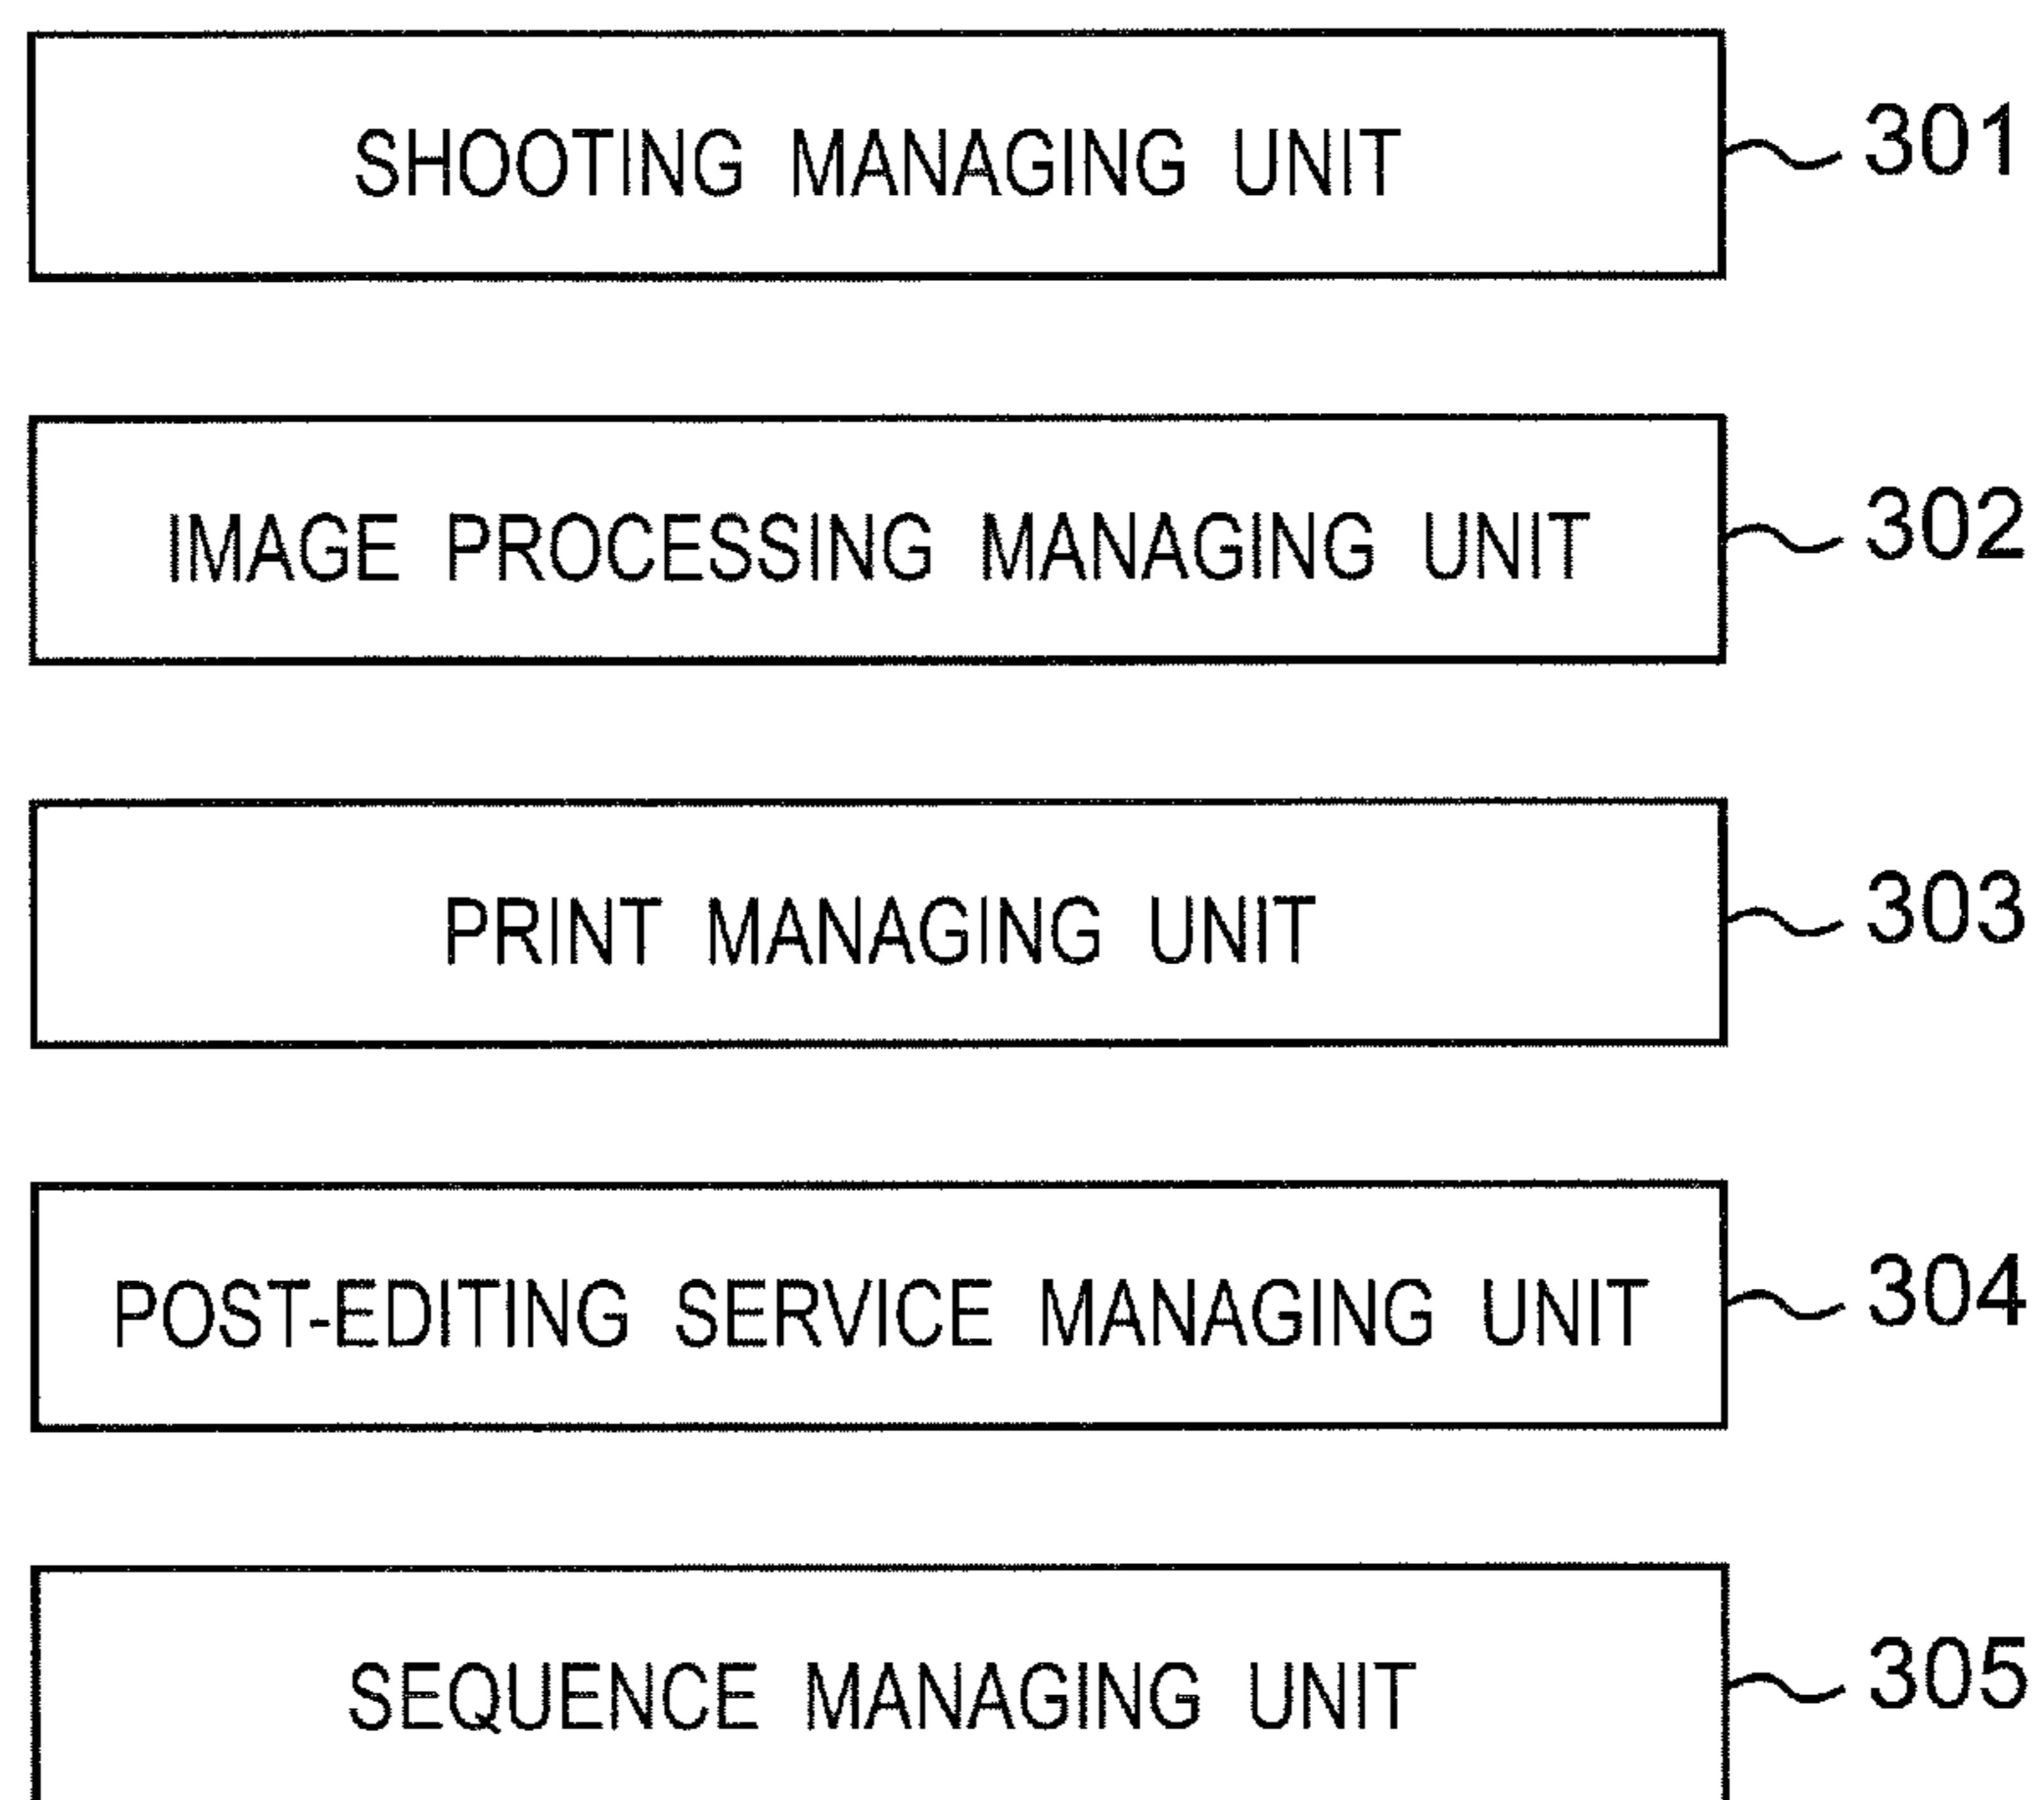 SHOOTING MANAGING UNIT 301
IMAGE PROCESSING MANAGING UNIT 302
PRINT MANAGING UNIT 303
POST-EDITING SERVICE MANAGING UNIT 304
SEQUENCE MANAGING UNIT 305